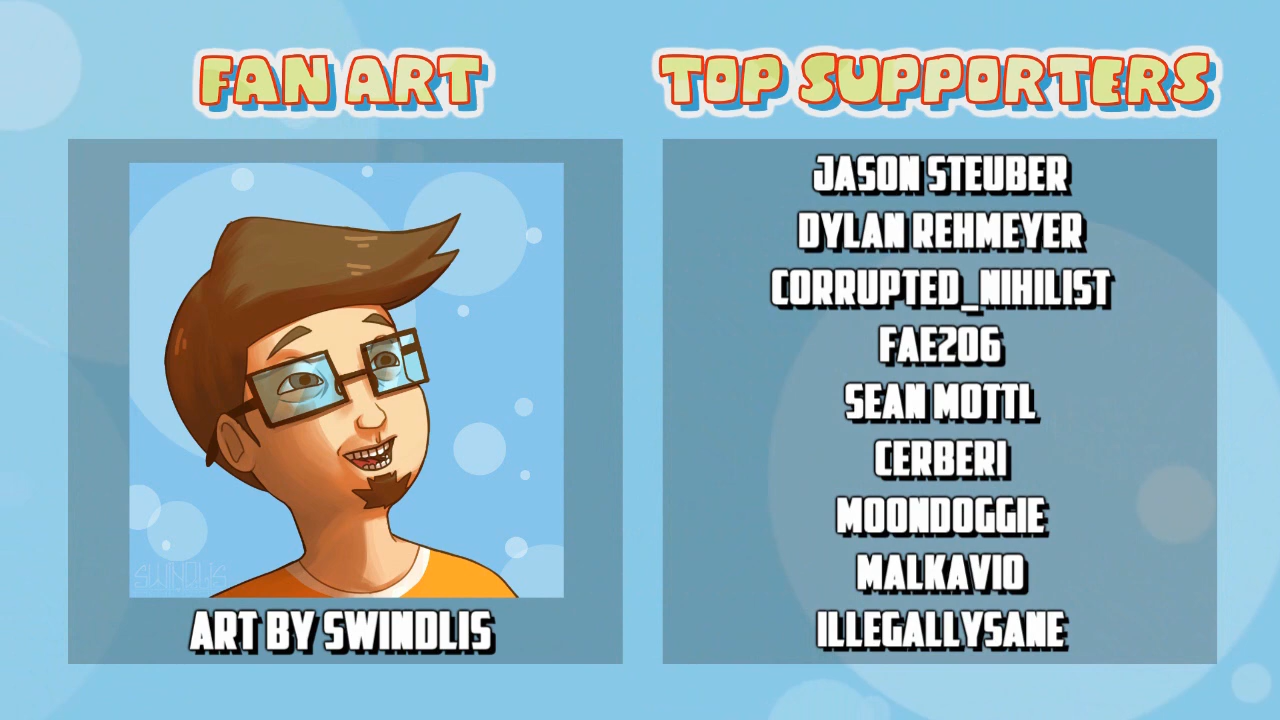 FAN ART
TOP SUPPORTERS
SWINDLIS
ART BY SWINDLIS
JASON STEUBER
DYLAN REHMEYER
CORRUPTED_NIHILIST
FAE206
SEAN MOTTL
CERBERI
MOONDOGGIE
MALKAVIO
ILLEGALLYSANE